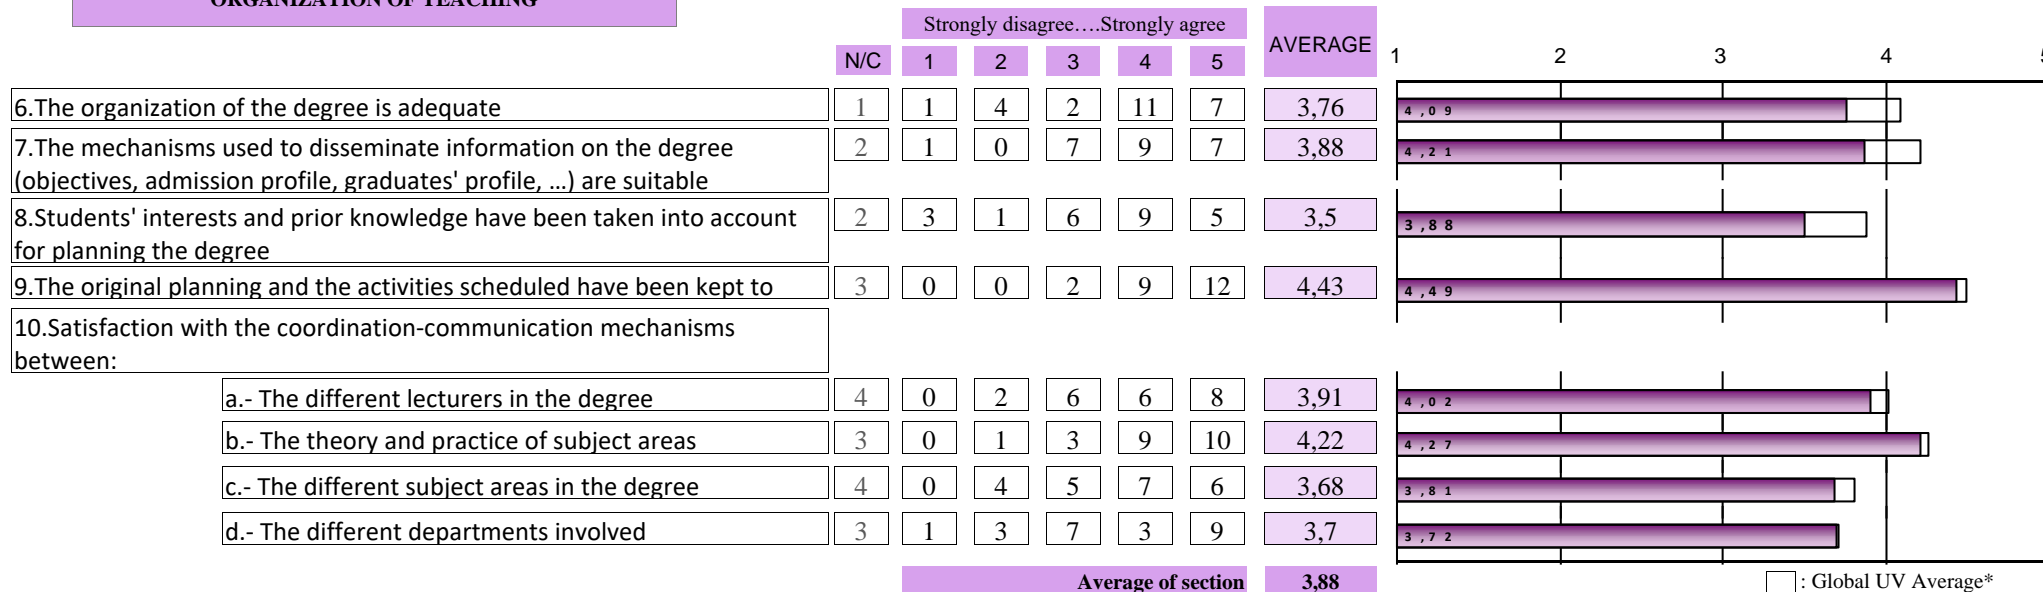 ORGANIZATION OF TEACHING
Strongly disagree….Strongly agree
AVERAGE
N/C 1 2 3 4 5
1 2 3 4 5
6.The organization of the degree is adequate 1 1 4 2 11 7 3,76 4,09
7.The mechanisms used to disseminate information on the degree 2 1 0 7 9 7 3,88 4,21
(objectives, admission profile, graduates' profile, …) are suitable
8.Students' interests and prior knowledge have been taken into account 2 3 1 6 9 5 3,5 3,88
for planning the degree
9.The original planning and the activities scheduled have been kept to 3 0 0 2 9 12 4,43 4,49
10.Satisfaction with the coordination-communication mechanisms
between:
a.- The different lecturers in the degree 4 0 2 6 6 8 3,91 4,02
b.- The theory and practice of subject areas 3 0 1 3 9 10 4,22 4,27
c.- The different subject areas in the degree 4 0 4 5 7 6 3,68 3,81
d.- The different departments involved 3 1 3 7 3 9 3,7 3,72
Average of section 3,88
: Global UV Average*